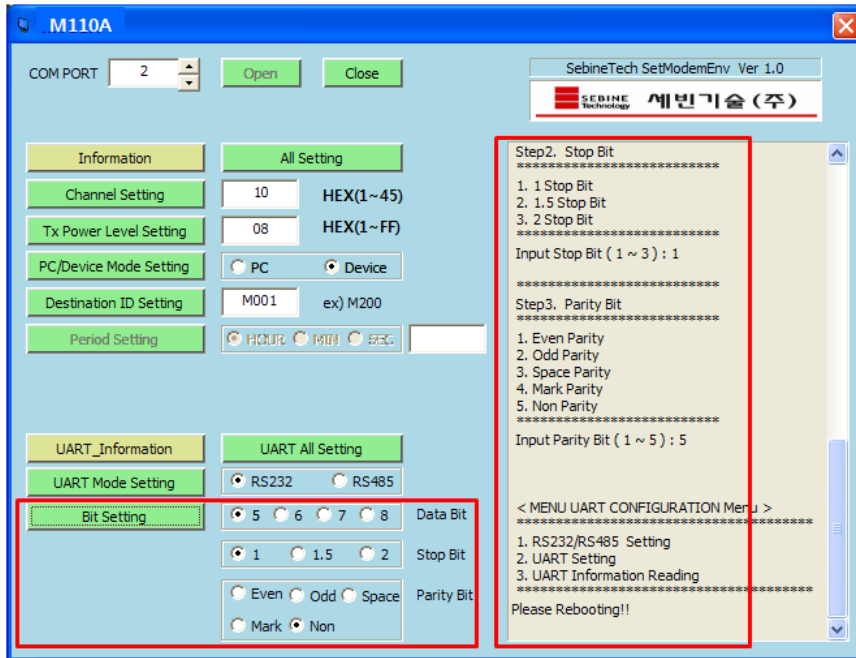 M110A
COM PORT 2 Open Close
SebineTech SetModemEnv Ver 1.0
SEBINE Technology 세빈기술(주)
Information All Setting
Channel Setting 10 HEX(1~45)
Tx Power Level Setting 08 HEX(1~FF)
PC/Device Mode Setting PC Device
Destination ID Setting M001 ex) M200
Period Setting HOUR MIN SEC
UART_Information UART All Setting
UART Mode Setting RS232 RS485
Bit Setting 5 6 7 8 Data Bit
1 1.5 2 Stop Bit
Even Odd Space Parity Bit
Mark Non
Step2. Stop Bit
***************************
1. 1 Stop Bit
2. 1.5 Stop Bit
3. 2 Stop Bit
***************************
Input Stop Bit ( 1 ~ 3 ) : 1
***************************
Step3. Parity Bit
***************************
1. Even Parity
2. Odd Parity
3. Space Parity
4. Mark Parity
5. Non Parity
***************************
Input Parity Bit ( 1 ~ 5 ) : 5
< MENU UART CONFIGURATION Menu >
***************************************
1. RS232/RS485 Setting
2. UART Setting
3. UART Information Reading
***************************************
Please Rebooting!!